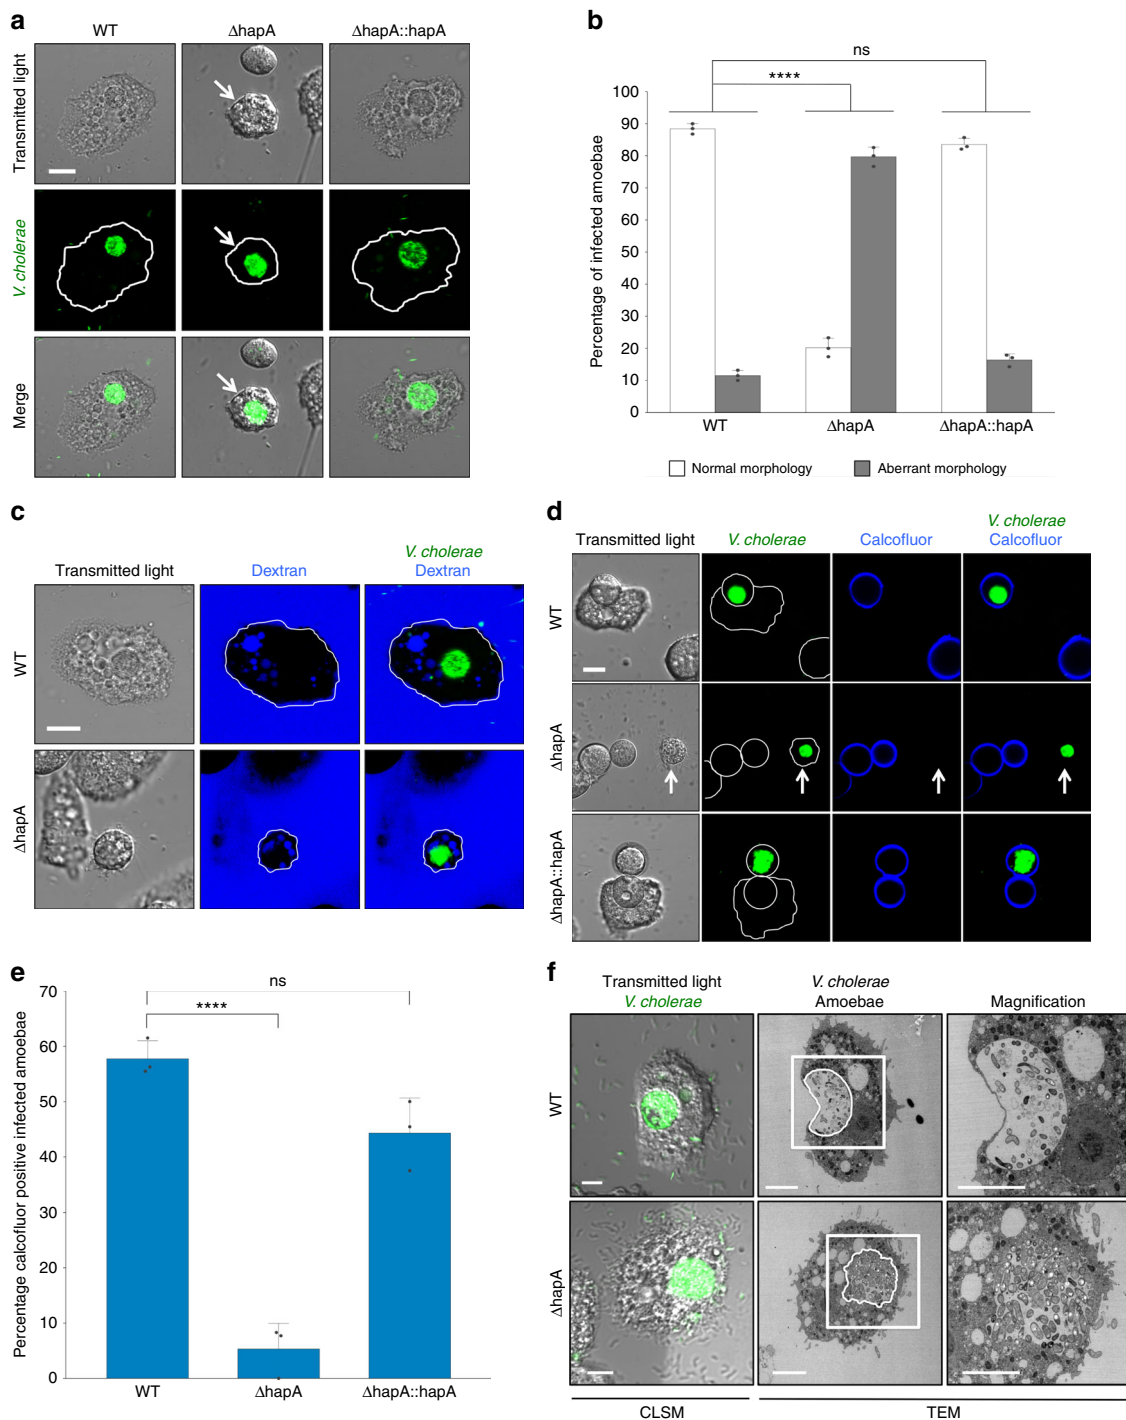 a
WT
ΔhapA
ΔhapA::hapA
Transmitted light
V. cholerae
Merge
b
ns
****
Percentage of infected amoebae
100
90
80
70
60
50
40
30
20
10
0
WT
ΔhapA
ΔhapA::hapA
Normal morphology
Aberrant morphology
c
Transmitted light
Dextran
V. cholerae
Dextran
WT
ΔhapA
d
Transmitted light
V. cholerae
Calcofluor
V. cholerae
Calcofluor
WT
ΔhapA
ΔhapA::hapA
e
ns
****
Percentage calcofluor positive infected amoebae
70
60
50
40
30
20
10
0
WT
ΔhapA
ΔhapA::hapA
f
Transmitted light
V. cholerae
V. cholerae
Amoebae
Magnification
WT
ΔhapA
CLSM
TEM